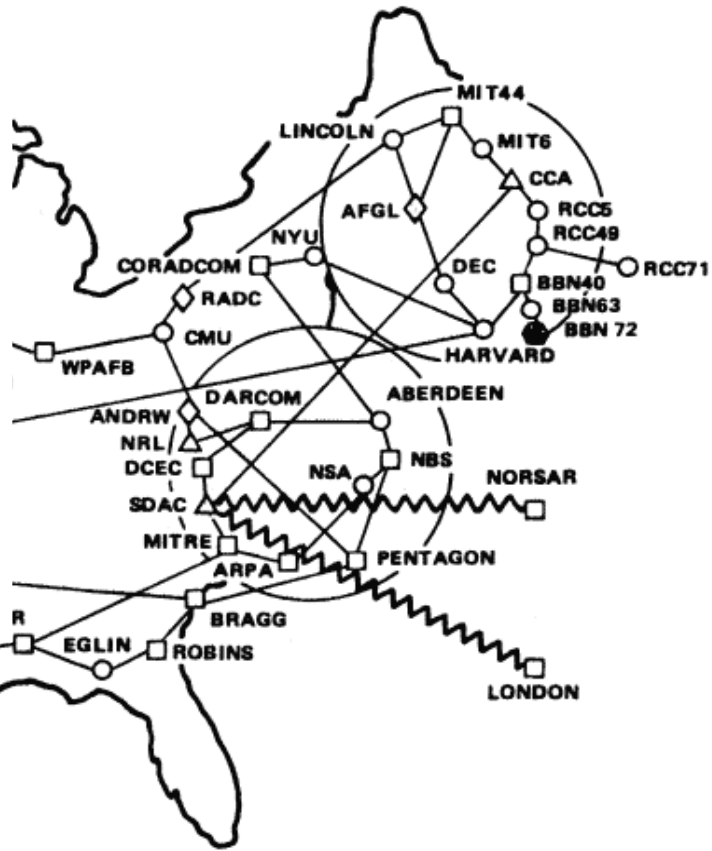 MIT44
LINCOLN
MIT6
CCA
AFGL
RCC5
NYU
RCC49
CORADCOM
DEC
RCC71
RADC
BBN40
BBN63
CMU
BBN 72
HARVARD
WPAFB
DARCOM
ABERDEEN
ANDRW
NRL
DCEC
NSA
NBS
NORSAR
SDAC
MITRE
ARPA
PENTAGON
R
BRAGG
EGLIN
ROBINS
LONDON